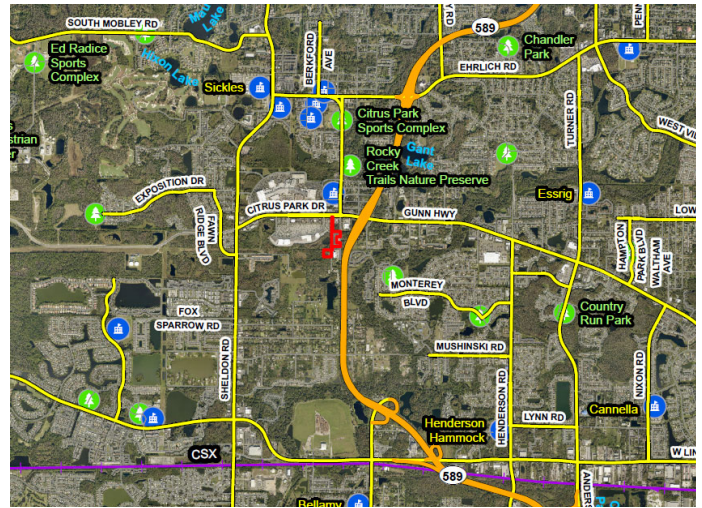 SOUTH MOBLEY RD
Lake
Hixon Lake
Ed Radice
Sports
Complex
Sickles
BERKFORD
AVE
589
Chandler
Park
EHRLICH RD
TURNER RD
Citrus Park
Sports Complex
Gant
Lake
Rocky
Creek
Trails Nature Preserve
Essrig
EXPOSITION DR
FAWN
RIDGE BLVD
CITRUS PARK DR
GUNN HWY
HAMPTON
PARK BLVD
WALTHAM
AVE
MONTEREY
BLVD
FOX
SPARROW RD
SHELDON RD
Country
Run Park
MUSHINSKI RD
HENDERSON RD
NIXON RD
LYNN RD
Cannella
Henderson
Hammock
CSX
589
Bellamy